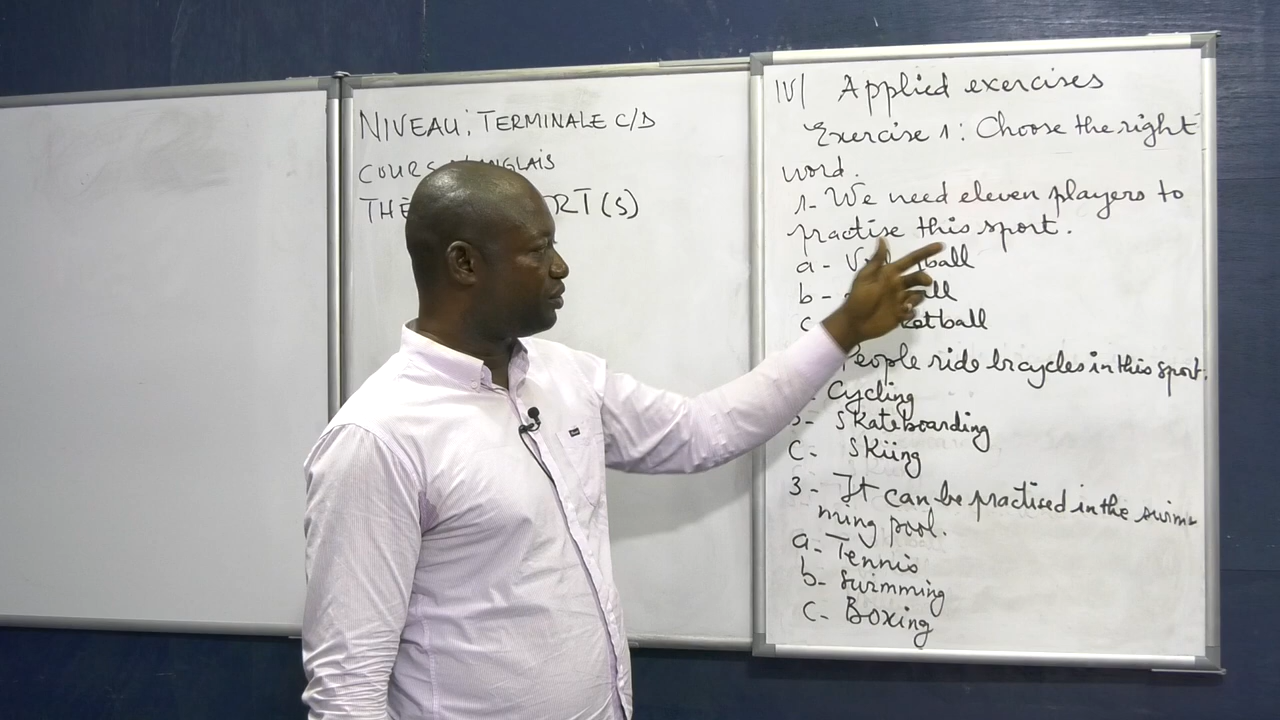 NIVEAU: TERMINALE C/D
COURS
THÈ (S)
IV/ Applied exercises
Exercise 1: Choose the right
word.
1- We need eleven players to
practise this sport.
a- ball
b-
c
People ride bicycles in this sport.
Cycling
- Skateboarding
C- Skiing
3- It can be practised in the swim-
ming pool.
a- Tennis
b- swimming
c- Boxing